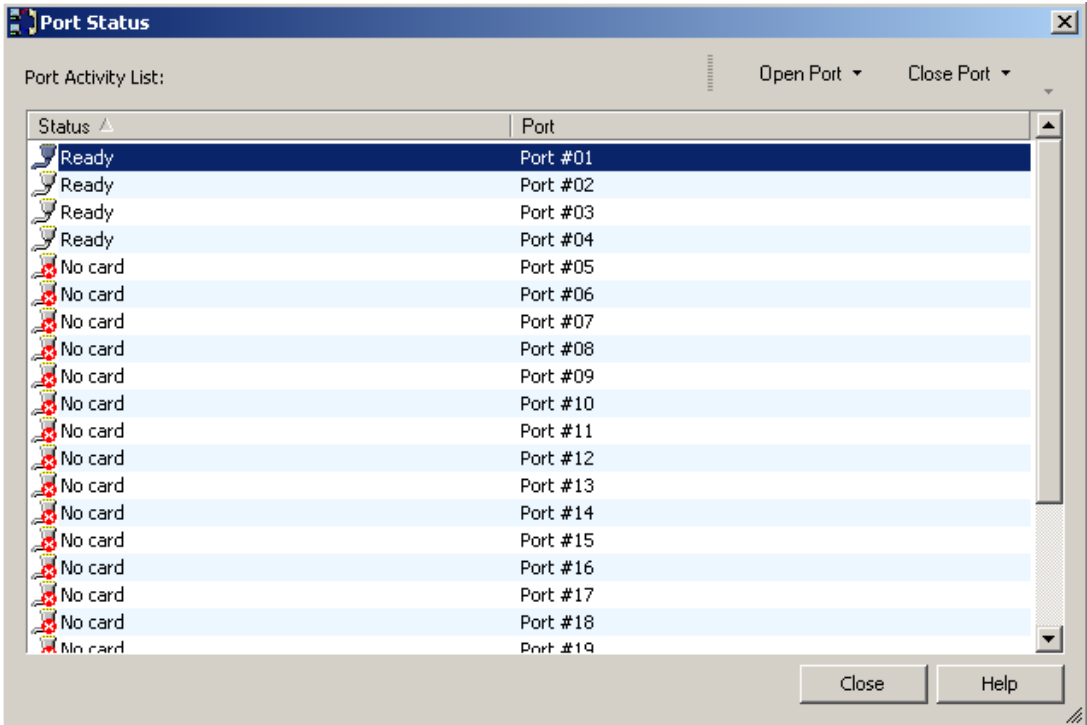 Port Status
Port Activity List:
Open Port Close Port
Status Port
Ready Port #01
Ready Port #02
Ready Port #03
Ready Port #04
No card Port #05
No card Port #06
No card Port #07
No card Port #08
No card Port #09
No card Port #10
No card Port #11
No card Port #12
No card Port #13
No card Port #14
No card Port #15
No card Port #16
No card Port #17
No card Port #18
No card Port #19
Close Help